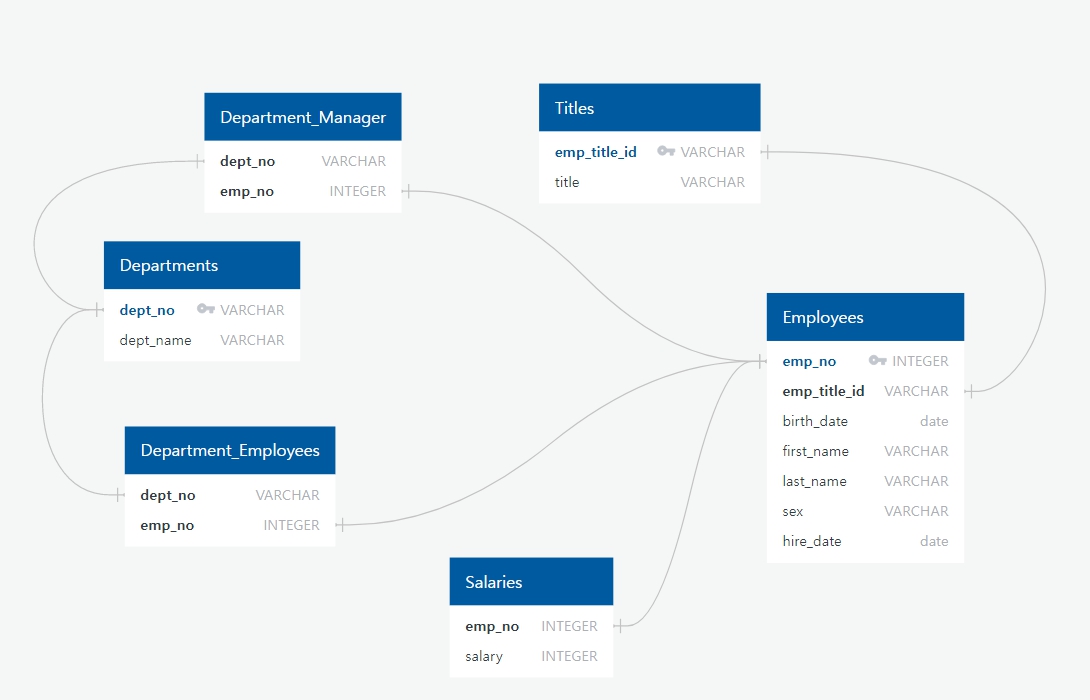 Department_Manager
dept_no VARCHAR
emp_no INTEGER
Titles
emp_title_id VARCHAR
title VARCHAR
Departments
dept_no VARCHAR
dept_name VARCHAR
Employees
emp_no INTEGER
emp_title_id VARCHAR
birth_date date
first_name VARCHAR
last_name VARCHAR
sex VARCHAR
hire_date date
Department_Employees
dept_no VARCHAR
emp_no INTEGER
Salaries
emp_no INTEGER
salary INTEGER